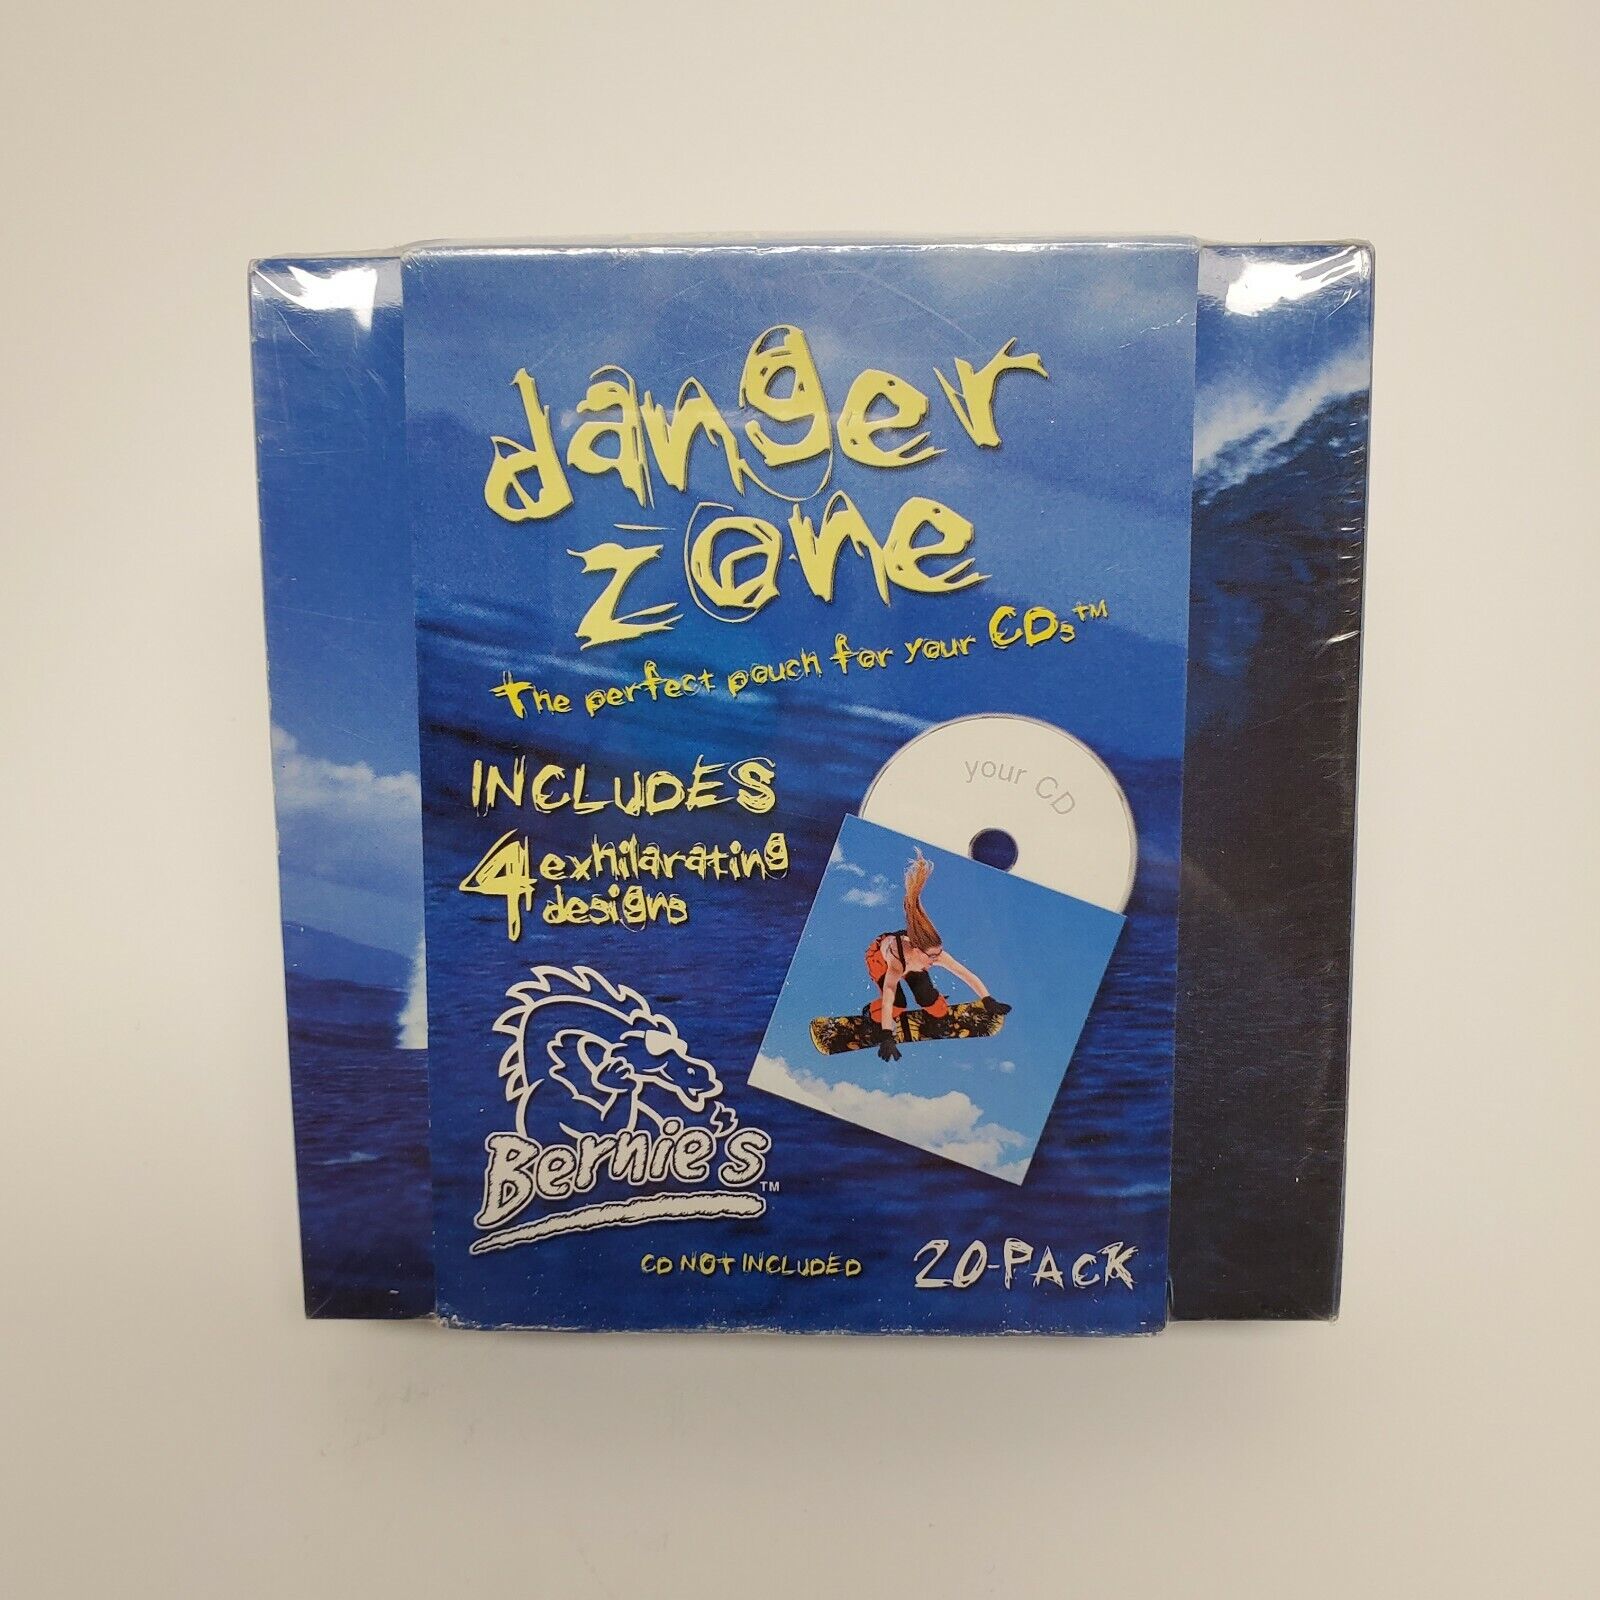 danger
zone
The perfect pouch for your CDs™
INCLUDES
4 exhilarating
designs
your CD
Bernie's™
CD NOT INCLUDED
20-PACK